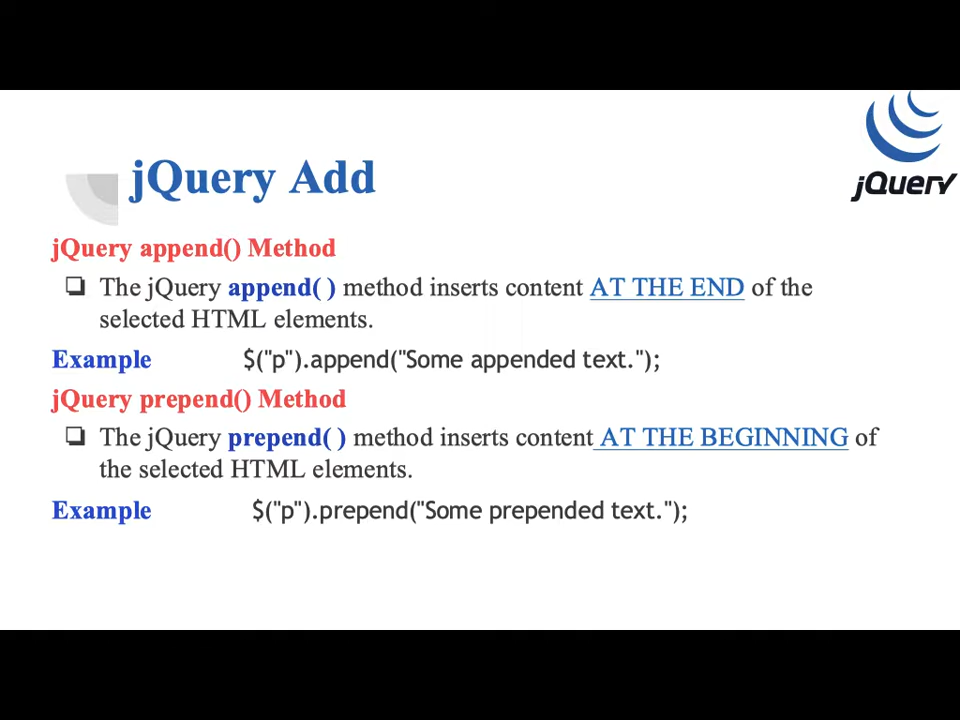 jQuery
jQuery Add
jQuery append() Method
❏ The jQuery append( ) method inserts content AT THE END of the
selected HTML elements.
Example $("p").append("Some appended text.");
jQuery prepend() Method
❏ The jQuery prepend( ) method inserts content AT THE BEGINNING of
the selected HTML elements.
Example $("p").prepend("Some prepended text.");